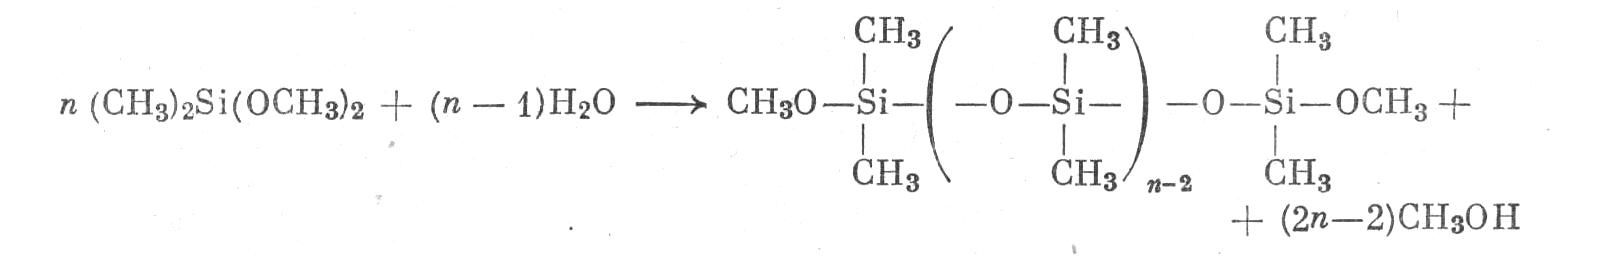 CH₃ CH₃ CH₃
n (CH₃)₂Si(OCH₃)₂ + (n − 1)H₂O ⟶ CH₃O—Si—( —O—Si— )ₙ₋₂ —O—Si—OCH₃ +
CH₃ CH₃ CH₃
+ (2n—2)CH₃OH